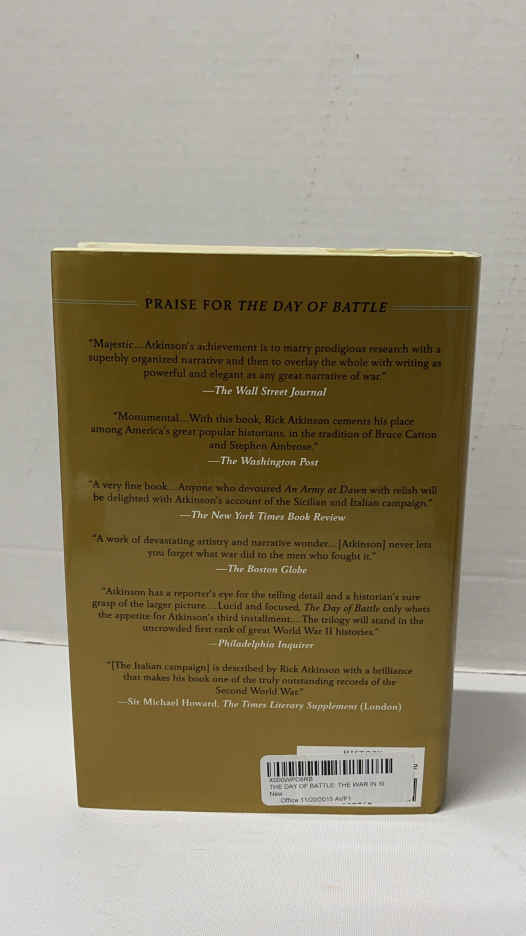 PRAISE FOR THE DAY OF BATTLE
"Majestic....Atkinson's achievement is to marry prodigious research with a
superbly organized narrative and then to overlay the whole with writing as
powerful and elegant as any great narrative of war."
—The Wall Street Journal
"Monumental....With this book, Rick Atkinson cements his place
among America's great popular historians, in the tradition of Bruce Catton
and Stephen Ambrose."
—The Washington Post
"A very fine book....Anyone who devoured An Army at Dawn with relish will
be delighted with Atkinson's account of the Sicilian and Italian campaign."
—The New York Times Book Review
"A work of devastating artistry and narrative wonder....[Atkinson] never lets
you forget what war did to the men who fought it."
—The Boston Globe
"Atkinson has a reporter's eye for the telling detail and a historian's sure
grasp of the larger picture....Lucid and focused, The Day of Battle only whets
the appetite for Atkinson's third installment....The trilogy will stand in the
uncrowded first rank of great World War II histories."
—Philadelphia Inquirer
"[The Italian campaign] is described by Rick Atkinson with a brilliance
that makes his book one of the truly outstanding records of the
Second World War."
—Sir Michael Howard, The Times Literary Supplement (London)
HISTORY
THE DAY OF BATTLE: THE WAR IN SI
New
Office 11/20/2013 AVF1